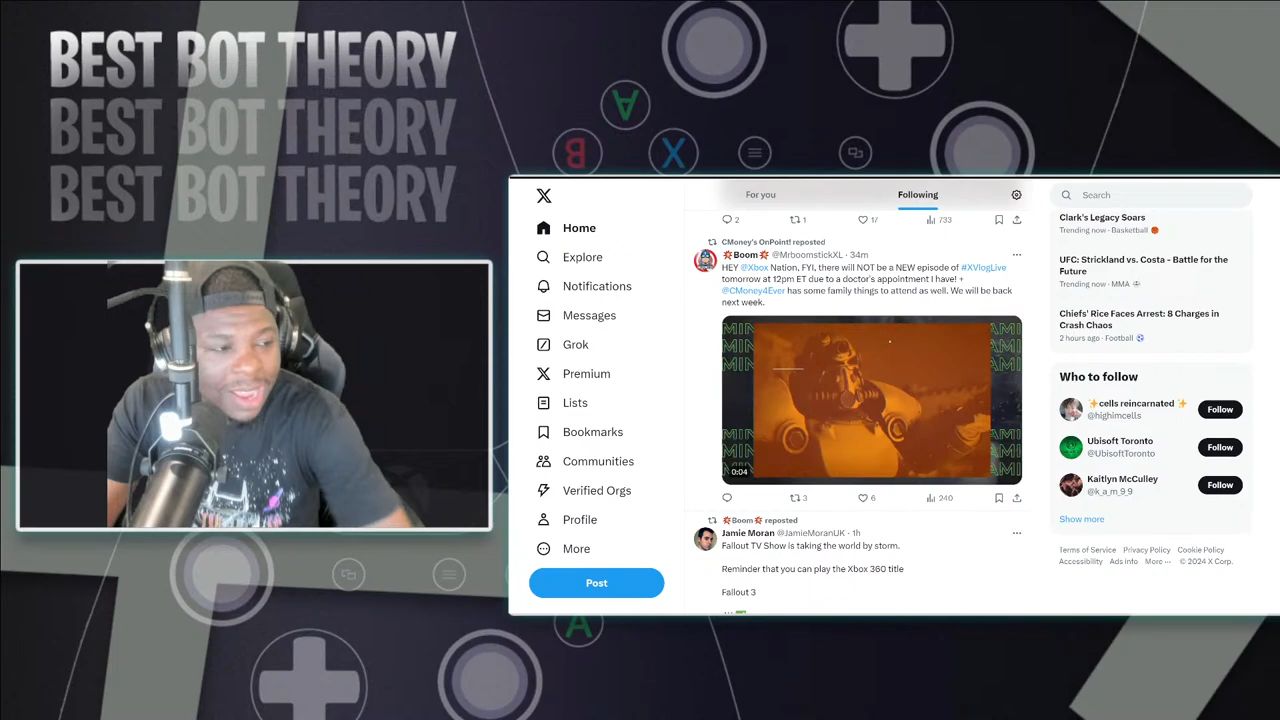 BEST BOT THEORY
BEST BOT THEORY
BEST BOT THEORY
A
B
X
X
Home
Explore
Notifications
Messages
Grok
Premium
Lists
Bookmarks
Communities
Verified Orgs
Profile
More
Post
For you
Following
2
1
17
733
CMoney's OnPoint! reposted
💥Boom💥 @MrboomstickXL · 34m
HEY @Xbox Nation, FYI, there will NOT be a NEW episode of #XVlogLive
tomorrow at 12pm ET due to a doctor's appointment I have! +
@CMoney4Ever has some family things to attend as well. We will be back
next week.
0:04
3
6
240
💥Boom💥 reposted
Jamie Moran @JamieMoranUK · 1h
Fallout TV Show is taking the world by storm.
Reminder that you can play the Xbox 360 title
Fallout 3
Search
Clark's Legacy Soars
Trending now · Basketball 🏀
UFC: Strickland vs. Costa - Battle for the
Future
Trending now · MMA
Chiefs' Rice Faces Arrest: 8 Charges in
Crash Chaos
2 hours ago · Football
Who to follow
✨cells reincarnated ✨
@highimcells
Follow
Ubisoft Toronto
@UbisoftToronto
Follow
Kaitlyn McCulley
@k_a_m_9_9
Follow
Show more
Terms of Service Privacy Policy Cookie Policy
Accessibility Ads info More ··· © 2024 X Corp.
A